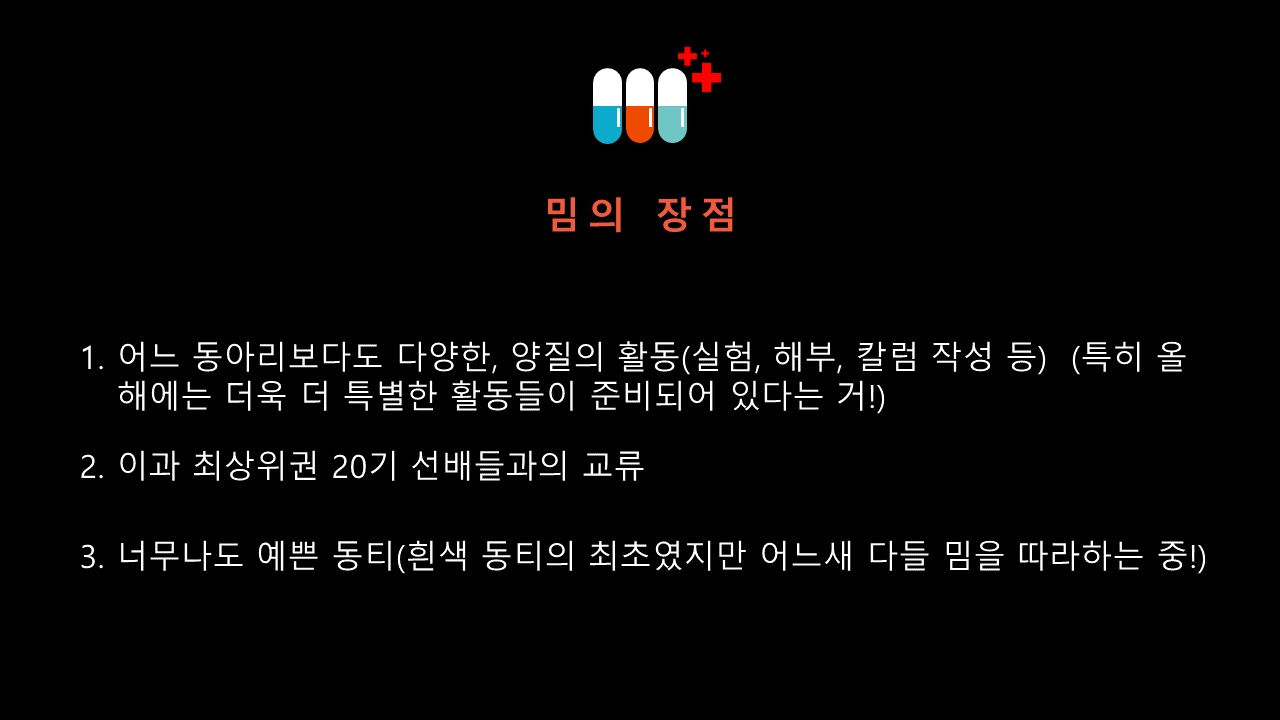 밈의 장점
1. 어느 동아리보다도 다양한, 양질의 활동(실험, 해부, 칼럼 작성 등) (특히 올
해에는 더욱 더 특별한 활동들이 준비되어 있다는 거!)
2. 이과 최상위권 20기 선배들과의 교류
3. 너무나도 예쁜 동티(흰색 동티의 최초였지만 어느새 다들 밈을 따라하는 중!)